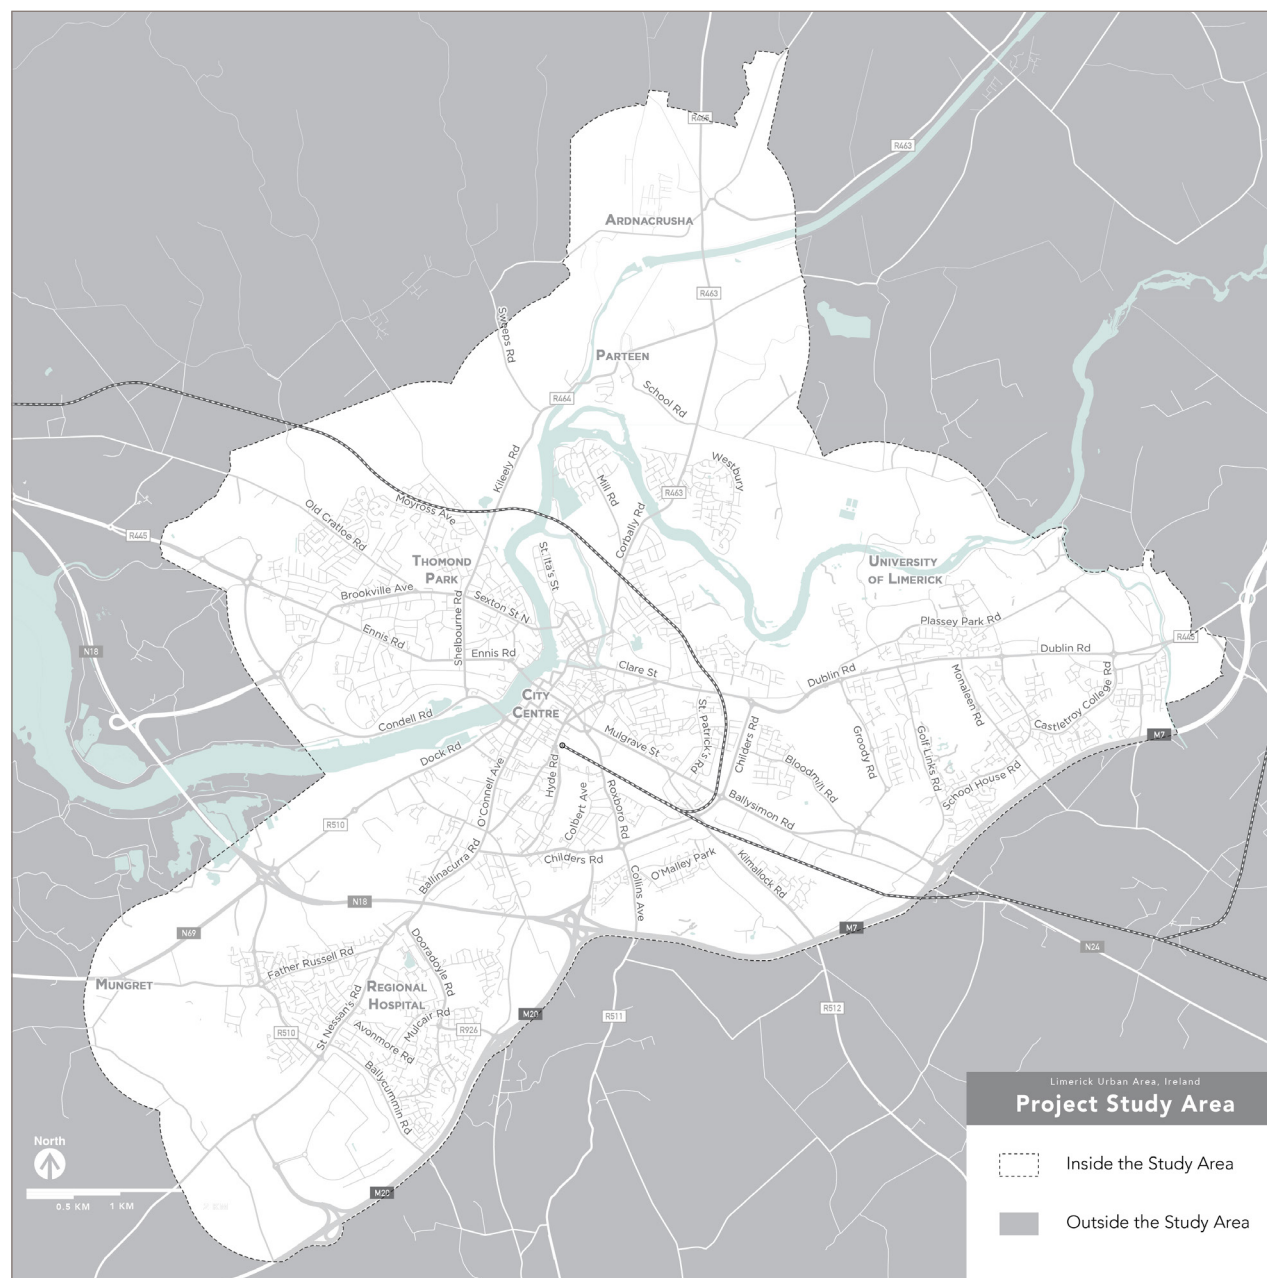 R465
R463
ARDNACRUSHA
R463
Sweeps Rd
PARTEEN
School Rd
R464
Kileely Rd
Westbury
Mill Rd
R463
Moyross Ave
Old Cratloe Rd
Corbally Rd
R445
THOMOND
PARK
St. Ita's St
UNIVERSITY
OF LIMERICK
Brookville Ave
Sexton St N
Shelbourne Rd
Plassey Park Rd
Ennis Rd
Ennis Rd
R445
Dublin Rd
N18
Clare St
Dublin Rd
Monaleen Rd
Castletroy College Rd
CITY
CENTRE
Condell Rd
St. Patrick's Rd
Childers Rd
Golf Links Rd
Groody Rd
M7
Mulgrave St
Dock Rd
Hyde Rd
Bloodmill Rd
School House Rd
O'Connell Ave
Colbert Ave
Roxboro Rd
Ballysimon Rd
R510
Childers Rd
Ballinacurra Rd
O'Malley Park
Kilmallock Rd
Collins Ave
N18
N69
M7
N24
Dooradoyle Rd
Father Russell Rd
MUNGRET
REGIONAL
HOSPITAL
St Nessan's Rd
M20
R511
R512
Mulcair Rd
R510
R926
Avonmore Rd
Ballycummin Rd
M20
Limerick Urban Area, Ireland
Project Study Area
Inside the Study Area
Outside the Study Area
North
0.5 KM
1 KM
2 KM